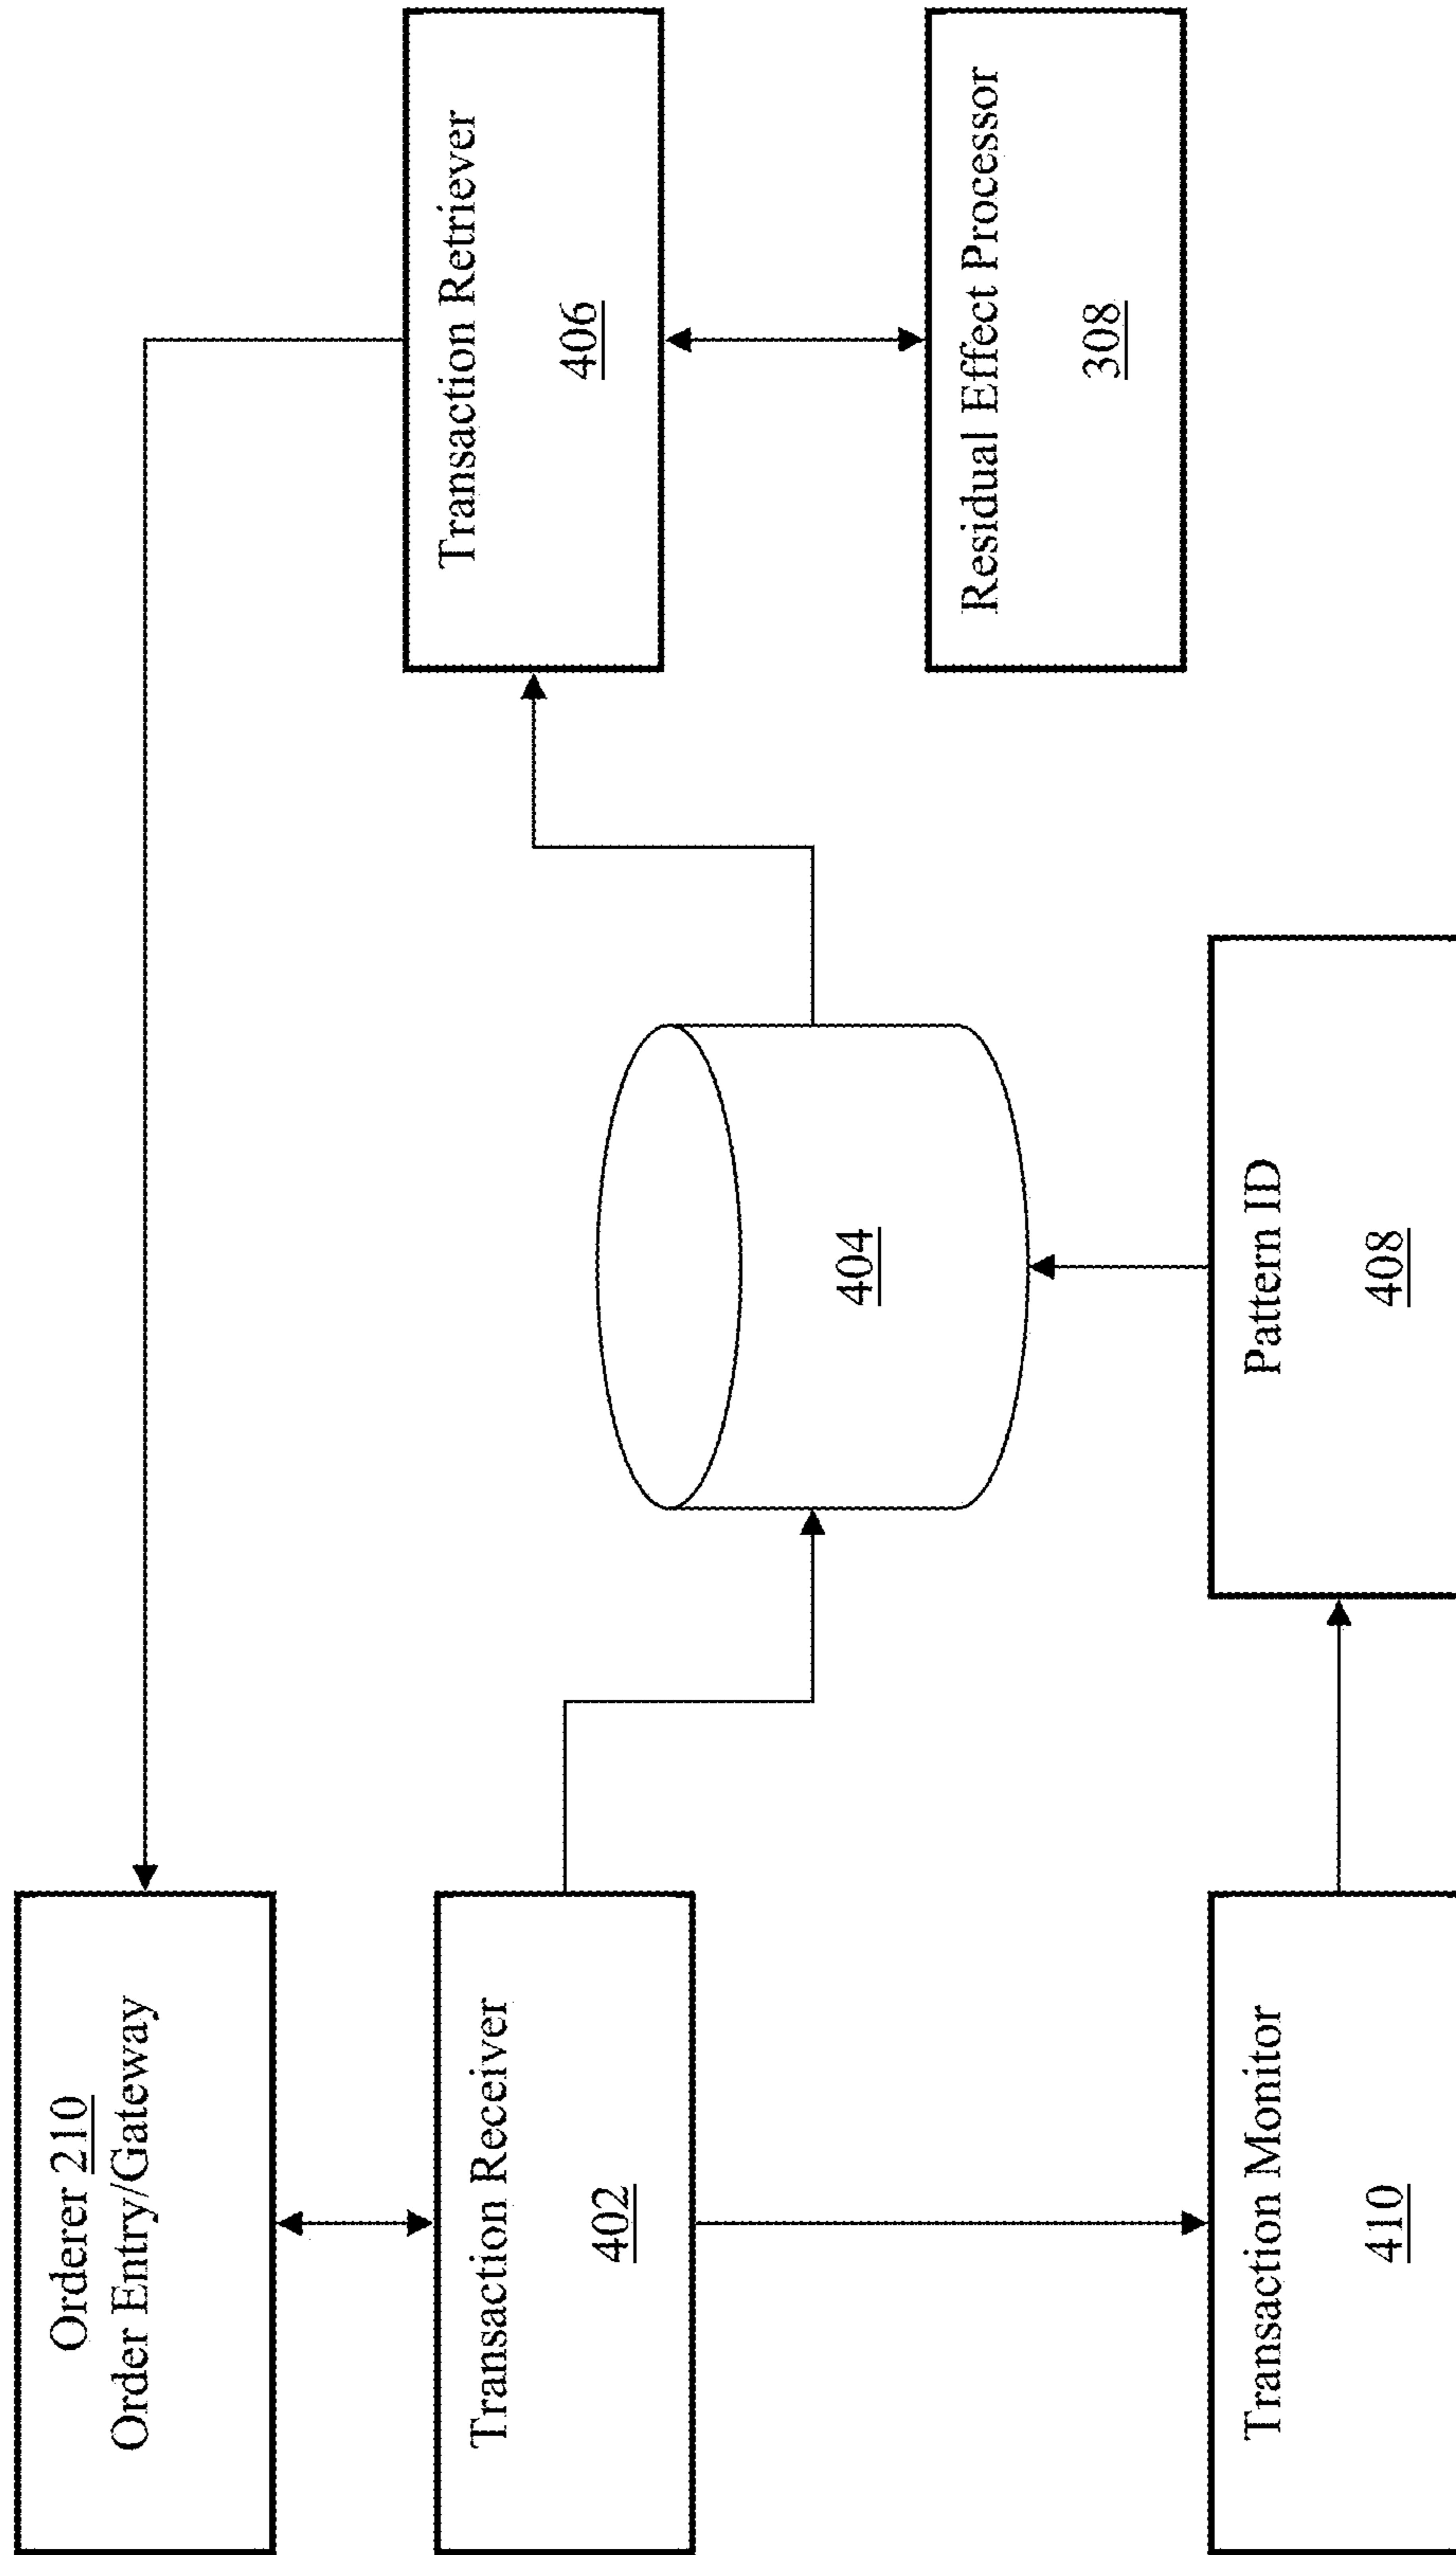 Orderer 210
Order Entry/Gateway
Transaction Receiver
402
Transaction Monitor
410
404
Pattern ID
408
Transaction Retriever
406
Residual Effect Processor
308